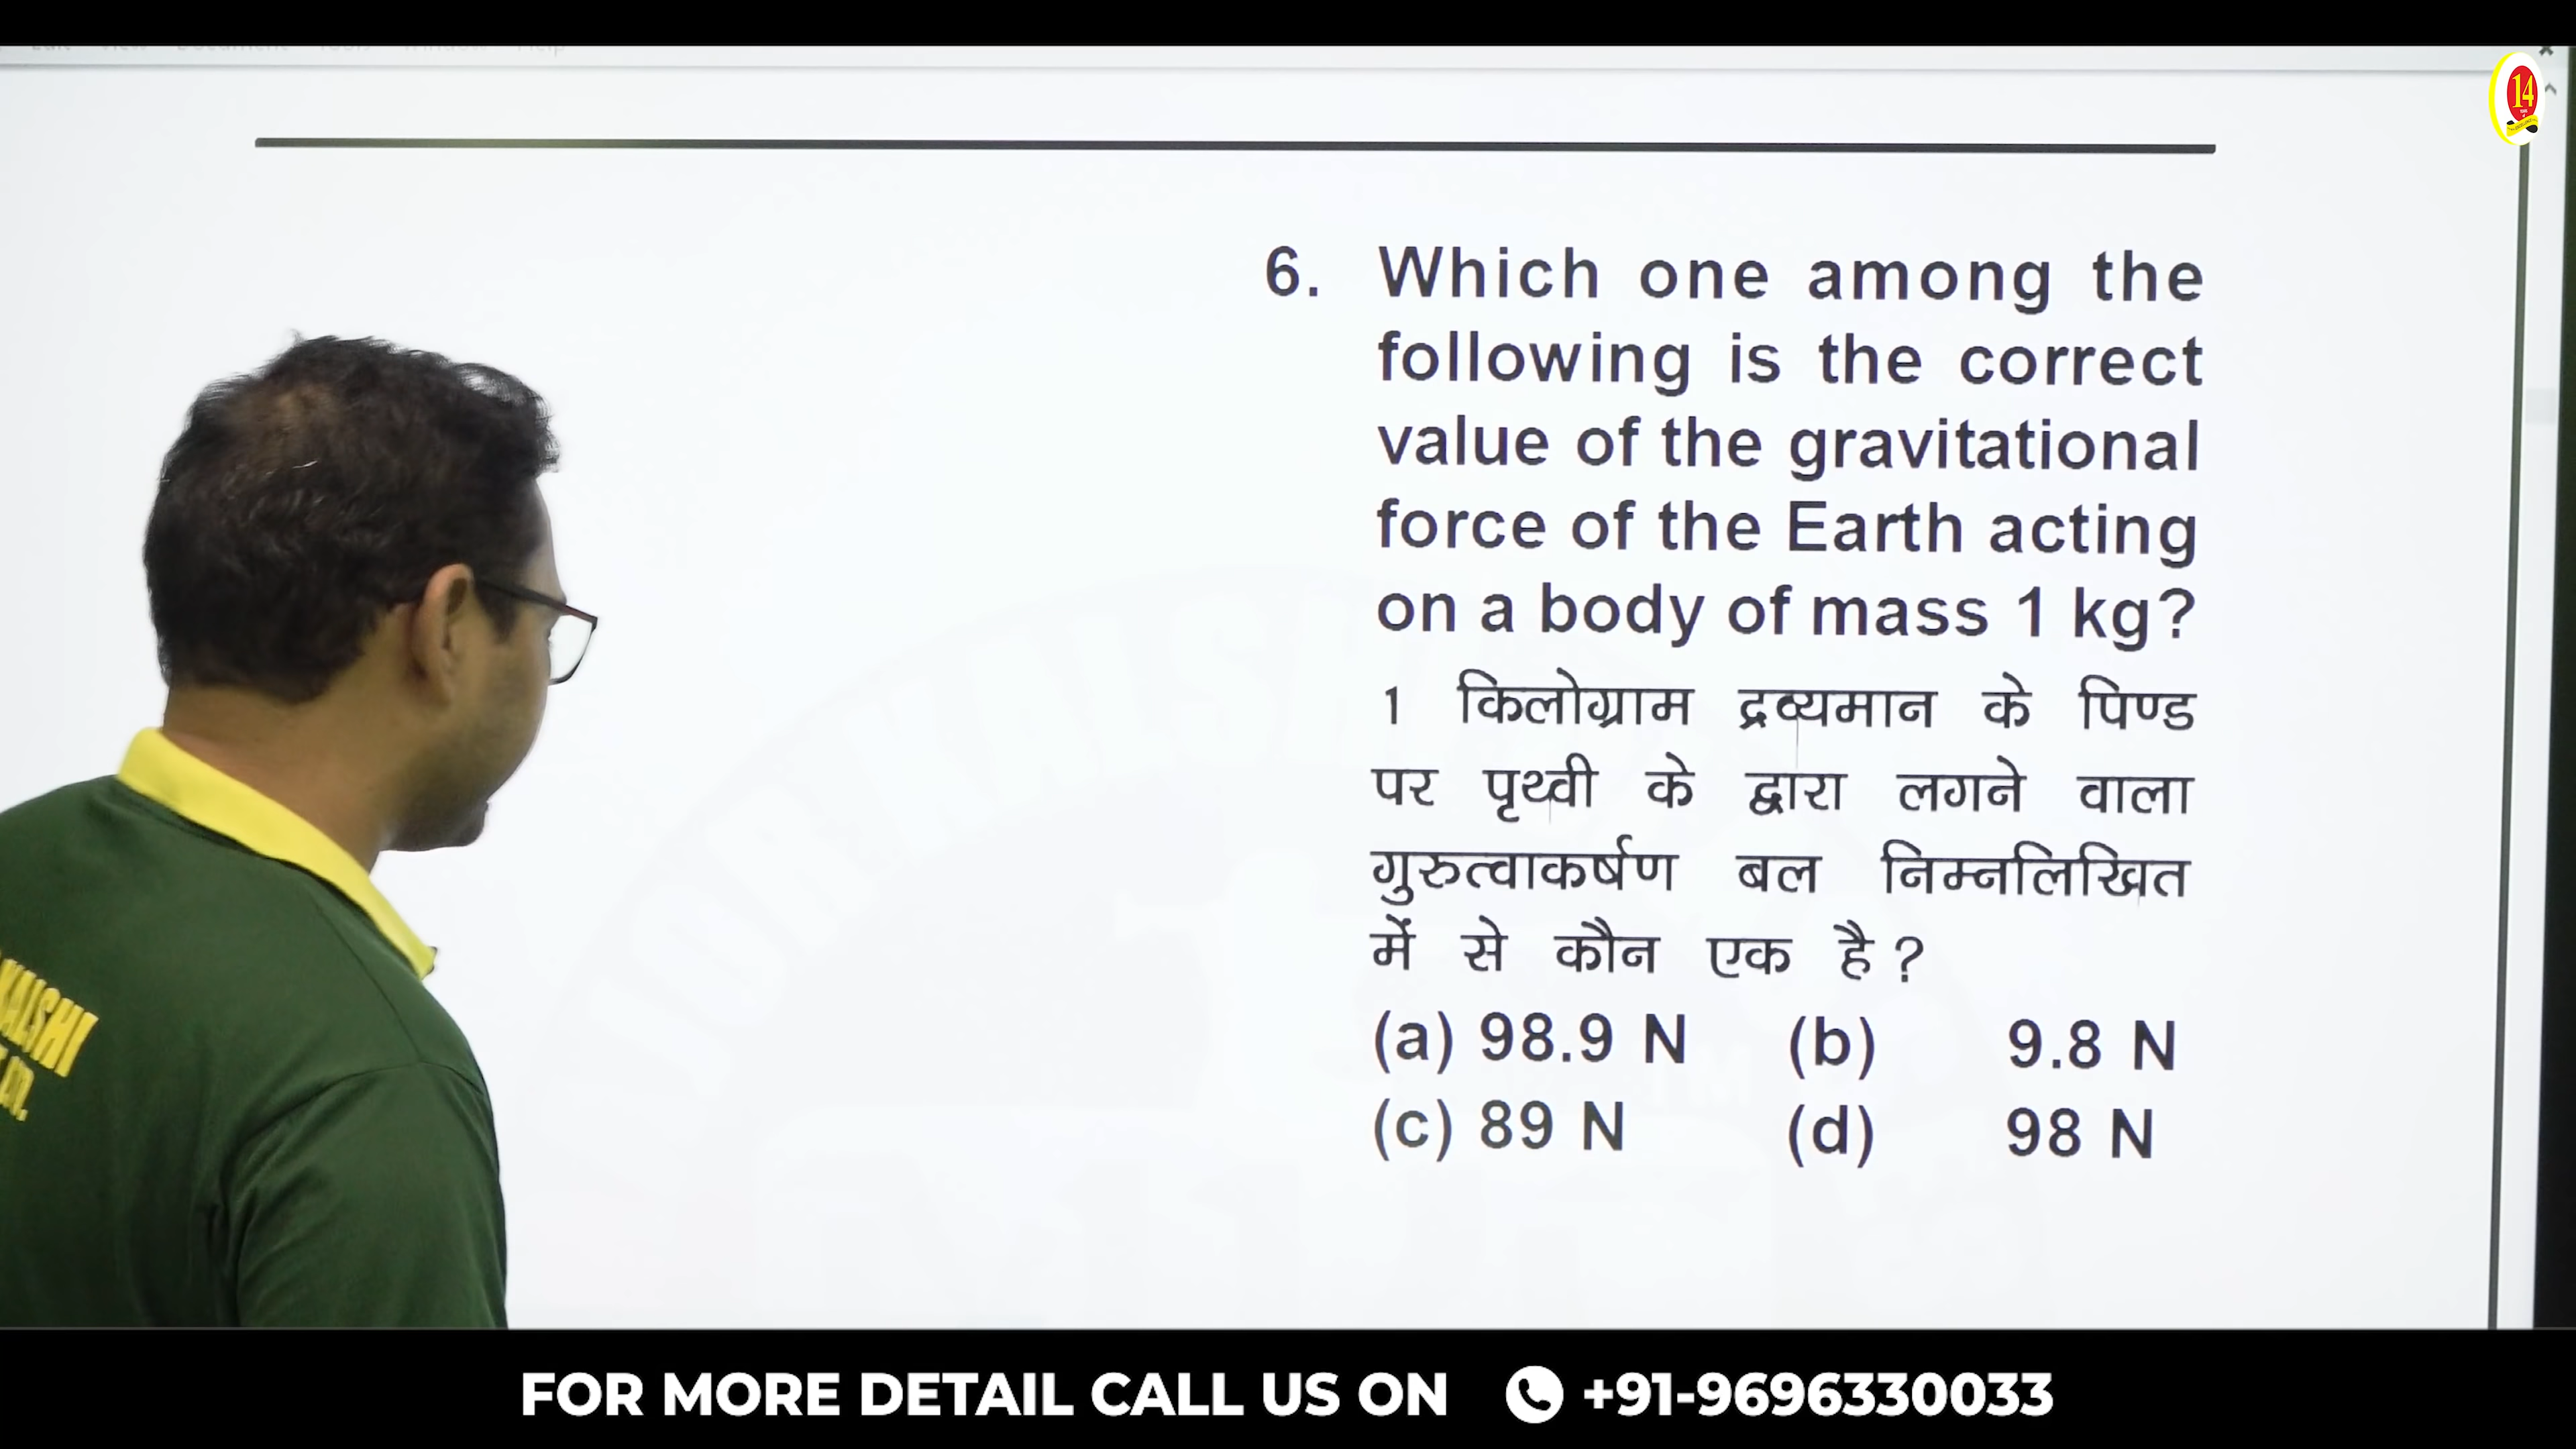 14
6. Which one among the
following is the correct
value of the gravitational
force of the Earth acting
on a body of mass 1 kg?
1 किलोग्राम द्रव्यमान के पिण्ड
पर पृथ्वी के द्वारा लगने वाला
गुरुत्वाकर्षण बल निम्नलिखित
में से कौन एक है ?
(a) 98.9 N (b) 9.8 N
(c) 89 N (d) 98 N
KALSHI
FOR MORE DETAIL CALL US ON +91-9696330033